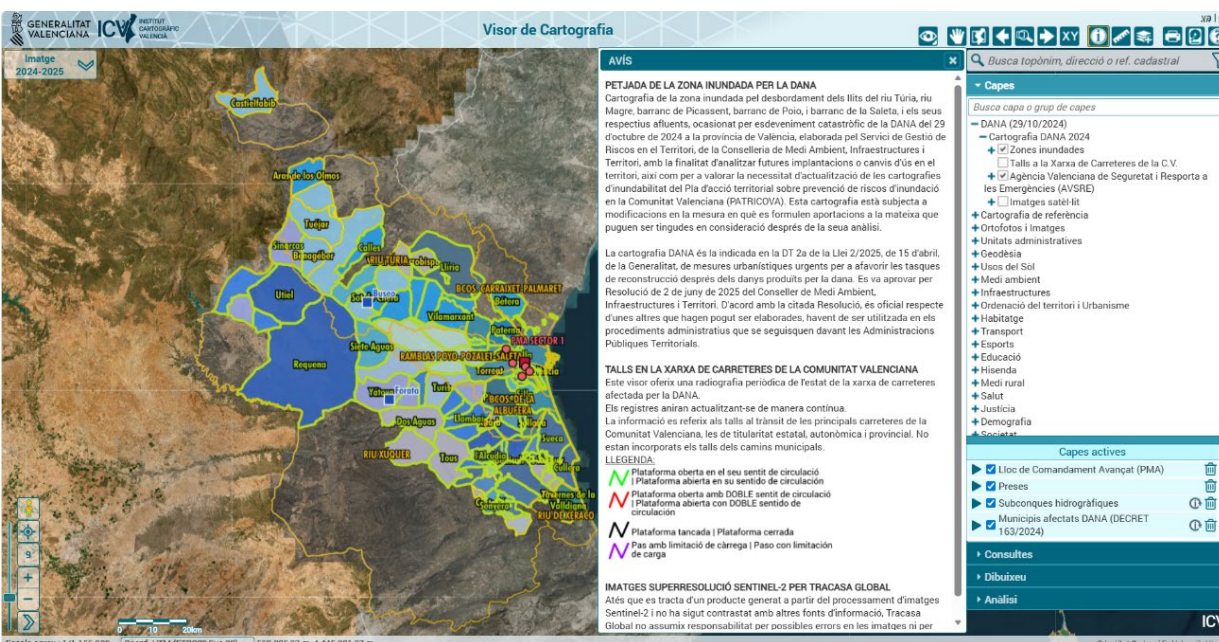 GENERALITAT
VALENCIANA
ICV
INSTITUT
CARTOGRÀFIC
VALENCIÀ
Visor de Cartografia
XY
Imatge
2024-2025
Castielfabib
Aras de los Olmos
Tuéjar
Sinarcas
Benagéber
Calles
RIU TÚRIA
Llíria
BCOS. CARRAIXET-PALMARET
Utiel
Buseo
Bétera
Vilamarxant
Paterna
PMA SECTOR 1
Siete Aguas
RAMBLAS POYO-POZALET-SALETA
Requena
Torrent
Yátova
Forata
Turís
BCOS. DE LA
ALBUFERA
Dos Aguas
Llombai
Sueca
RIU XÚQUER
Tous
l'Alcúdia
Cullera
Tavernes de la
Valldigna
RIU DE XERACO
0 10 20km
AVÍS
PETJADA DE LA ZONA INUNDADA PER LA DANA
Cartografia de la zona inundada pel desbordament dels llits del riu Túria, riu
Magre, barranc de Picassent, barranc de Poio, i barranc de la Saleta, i els seus
respectius afluents, ocasionat per esdeveniment catastròfic de la DANA del 29
d'octubre de 2024 a la província de València, elaborada pel Servici de Gestió de
Riscos en el Territori, de la Conselleria de Medi Ambient, Infraestructures i
Territori, amb la finalitat d'analitzar futures implantacions o canvis d'ús en el
territori, així com per a valorar la necessitat d'actualització de les cartografies
d'inundabilitat del Pla d'acció territorial sobre prevenció de riscos d'inundació
en la Comunitat Valenciana (PATRICOVA). Esta cartografia està subjecta a
modificacions en la mesura en què es formulen aportacions a la mateixa que
puguen ser tingudes en consideració després de la seua anàlisi.
La cartografia DANA és la indicada en la DT 2a de la Llei 2/2025, de 15 d'abril,
de la Generalitat, de mesures urbanístiques urgents per a afavorir les tasques
de reconstrucció després dels danys produïts per la dana. Es va aprovar per
Resolució de 2 de juny de 2025 del Conseller de Medi Ambient,
Infraestructures i Territori. D'acord amb la citada Resolució, és oficial respecte
d'unes altres que hagen pogut ser elaborades, havent de ser utilitzada en els
procediments administratius que se seguisquen davant les Administracions
Públiques Territorials.
TALLS EN LA XARXA DE CARRETERES DE LA COMUNITAT VALENCIANA
Este visor oferix una radiografia periòdica de l'estat de la xarxa de carreteres
afectada per la DANA.
Els registres aniran actualitzant-se de manera contínua.
La informació es referix als talls al trànsit de les principals carreteres de la
Comunitat Valenciana, les de titularitat estatal, autonòmica i provincial. No
estan incorporats els talls dels camins municipals.
LLEGENDA:
Plataforma oberta en el seu sentit de circulació
| Plataforma abierta en su sentido de circulación
Plataforma oberta amb DOBLE sentit de circulació
| Plataforma abierta con DOBLE sentido de
circulación
Plataforma tancada | Plataforma cerrada
Pas amb limitació de càrrega | Paso con limitación
de carga
IMATGES SUPERRESOLUCIÓ SENTINEL-2 PER TRACASA GLOBAL
Atés que es tracta d'un producte generat a partir del processament d'imatges
Sentinel-2 i no ha sigut contrastat amb altres fonts d'informació, Tracasa
Global no assumix responsabilitat per possibles errors en les imatges ni per
Busca topònim, direcció o ref. cadastral
Capes
Busca capa o grup de capes
DANA (29/10/2024)
Cartografia DANA 2024
Zones inundades
Talls a la Xarxa de Carreteres de la C.V.
Agència Valenciana de Seguretat i Resporta a
les Emergències (AVSRE)
Imatges satèl·lit
Cartografia de referència
Ortofotos i Imatges
Unitats administratives
Geodèsia
Usos del Sòl
Medi ambient
Infraestructures
Ordenació del territori i Urbanisme
Habitatge
Transport
Esports
Educació
Hisenda
Medi rural
Salut
Justícia
Demografia
Societat
Capes actives
Lloc de Comandament Avançat (PMA)
Preses
Subconques hidrogràfiques
Municipis afectats DANA (DECRET
163/2024)
Consultes
Dibuixeu
Anàlisi